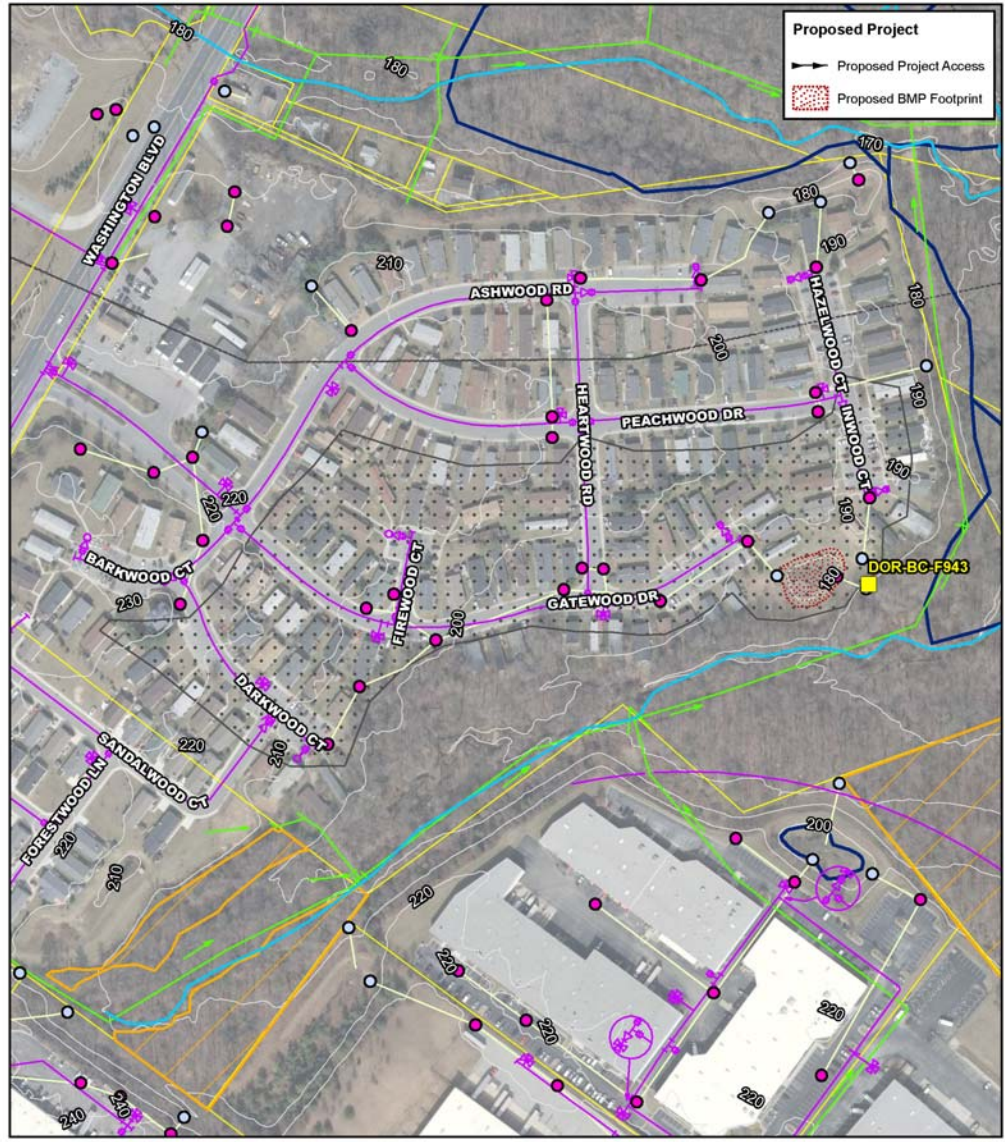 Proposed Project
Proposed Project Access
Proposed BMP Footprint
180
180
170
WASHINGTON BLVD
180
190
210
ASHWOOD RD
HAZELWOOD CT
180
200
HEARTWOOD RD
PEACHWOOD DR
190
INWOOD CT
190
220
220
190
BARKWOOD CT
FIREWOOD CT
DOR-BC-F943
180
230
GATEWOOD DR
200
DARKWOOD CT
220
210
SANDALWOOD CT
FORESTWOOD LN
220
210
200
220
220
220
220
220
240
240